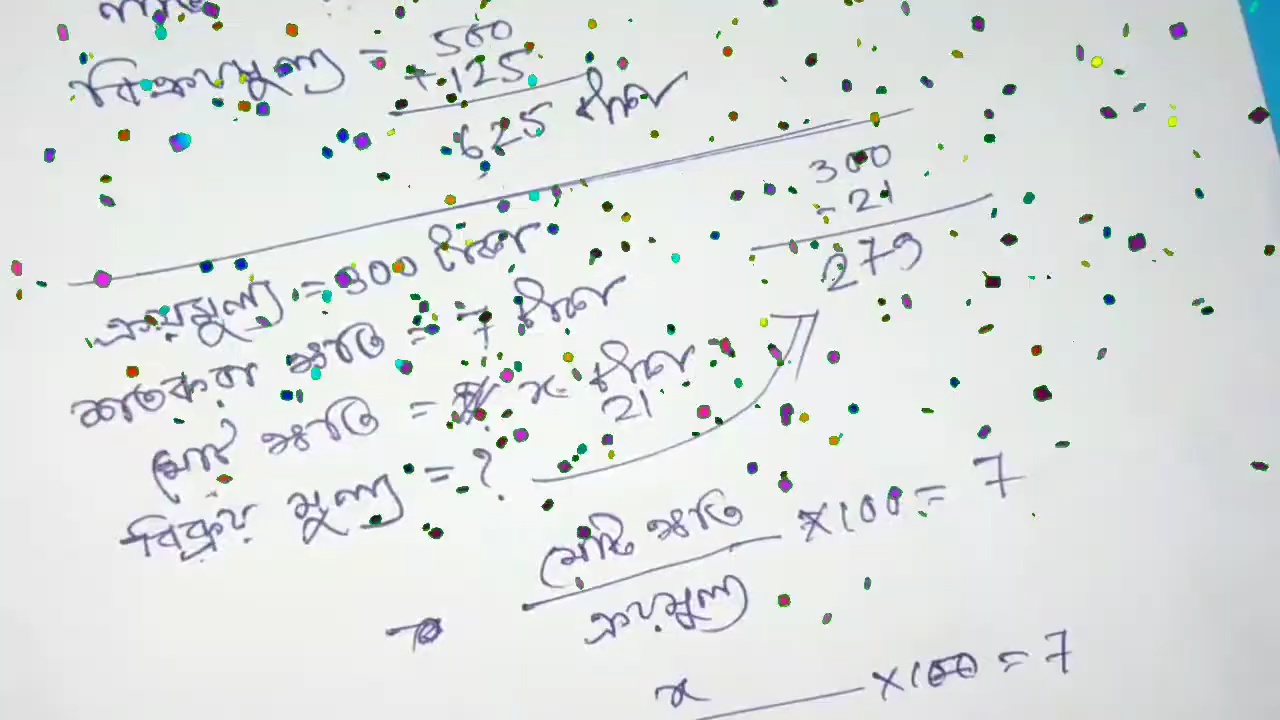 বিক্রয়মূল্য = 500
+ 125
625 টাকা
300
- 21
279
ক্রয়মূল্য = 300 টাকা
শতকরা ক্ষতি = 7 টাকা
মোট ক্ষতি = x টাকা
21
বিক্রয় মূল্য = ?
মোট ক্ষতি
ক্রয়মূল্য
×100 = 7
x
×100 = 7